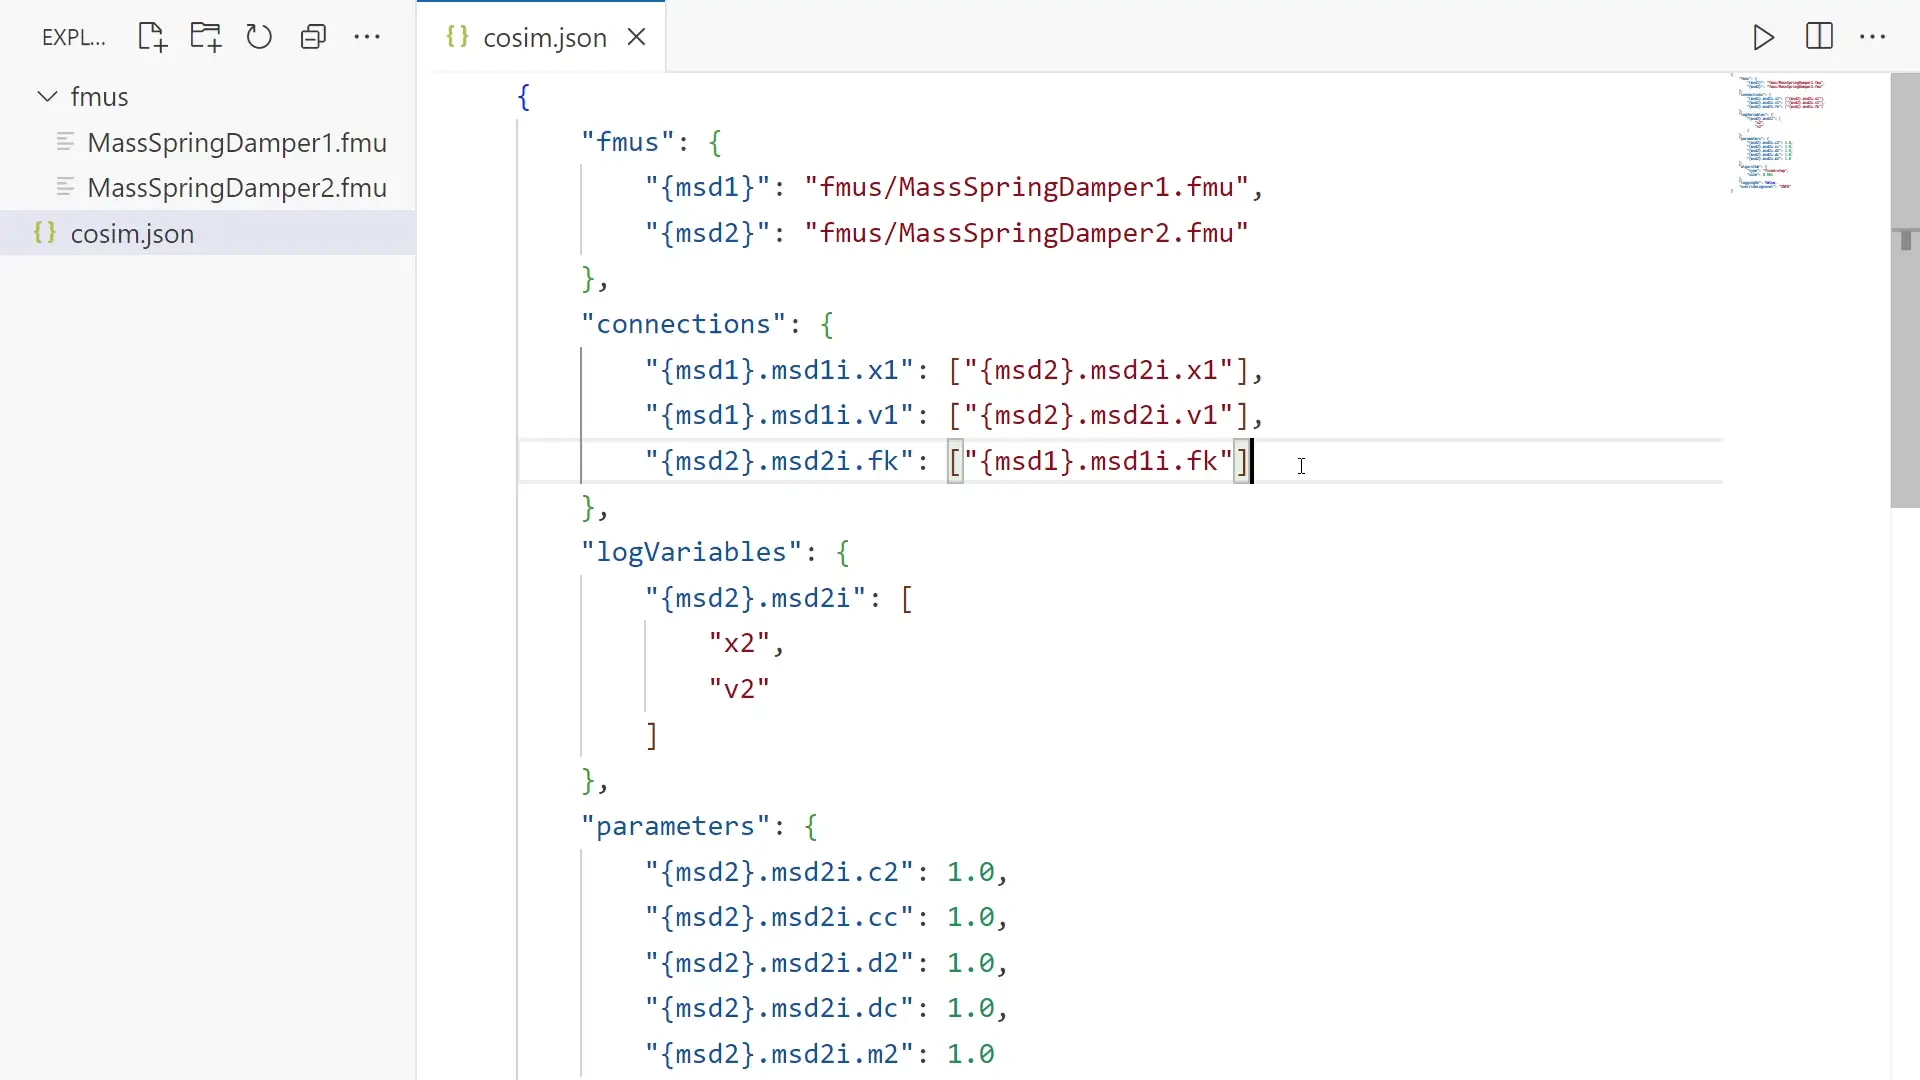 EXPL...
fmus
MassSpringDamper1.fmu
MassSpringDamper2.fmu
{} cosim.json
{} cosim.json
{
"fmus": {
"{msd1}": "fmus/MassSpringDamper1.fmu",
"{msd2}": "fmus/MassSpringDamper2.fmu"
},
"connections": {
"{msd1}.msd1i.x1": ["{msd2}.msd2i.x1"],
"{msd1}.msd1i.v1": ["{msd2}.msd2i.v1"],
"{msd2}.msd2i.fk": ["{msd1}.msd1i.fk"]
},
"logVariables": {
"{msd2}.msd2i": [
"x2",
"v2"
]
},
"parameters": {
"{msd2}.msd2i.c2": 1.0,
"{msd2}.msd2i.cc": 1.0,
"{msd2}.msd2i.d2": 1.0,
"{msd2}.msd2i.dc": 1.0,
"{msd2}.msd2i.m2": 1.0